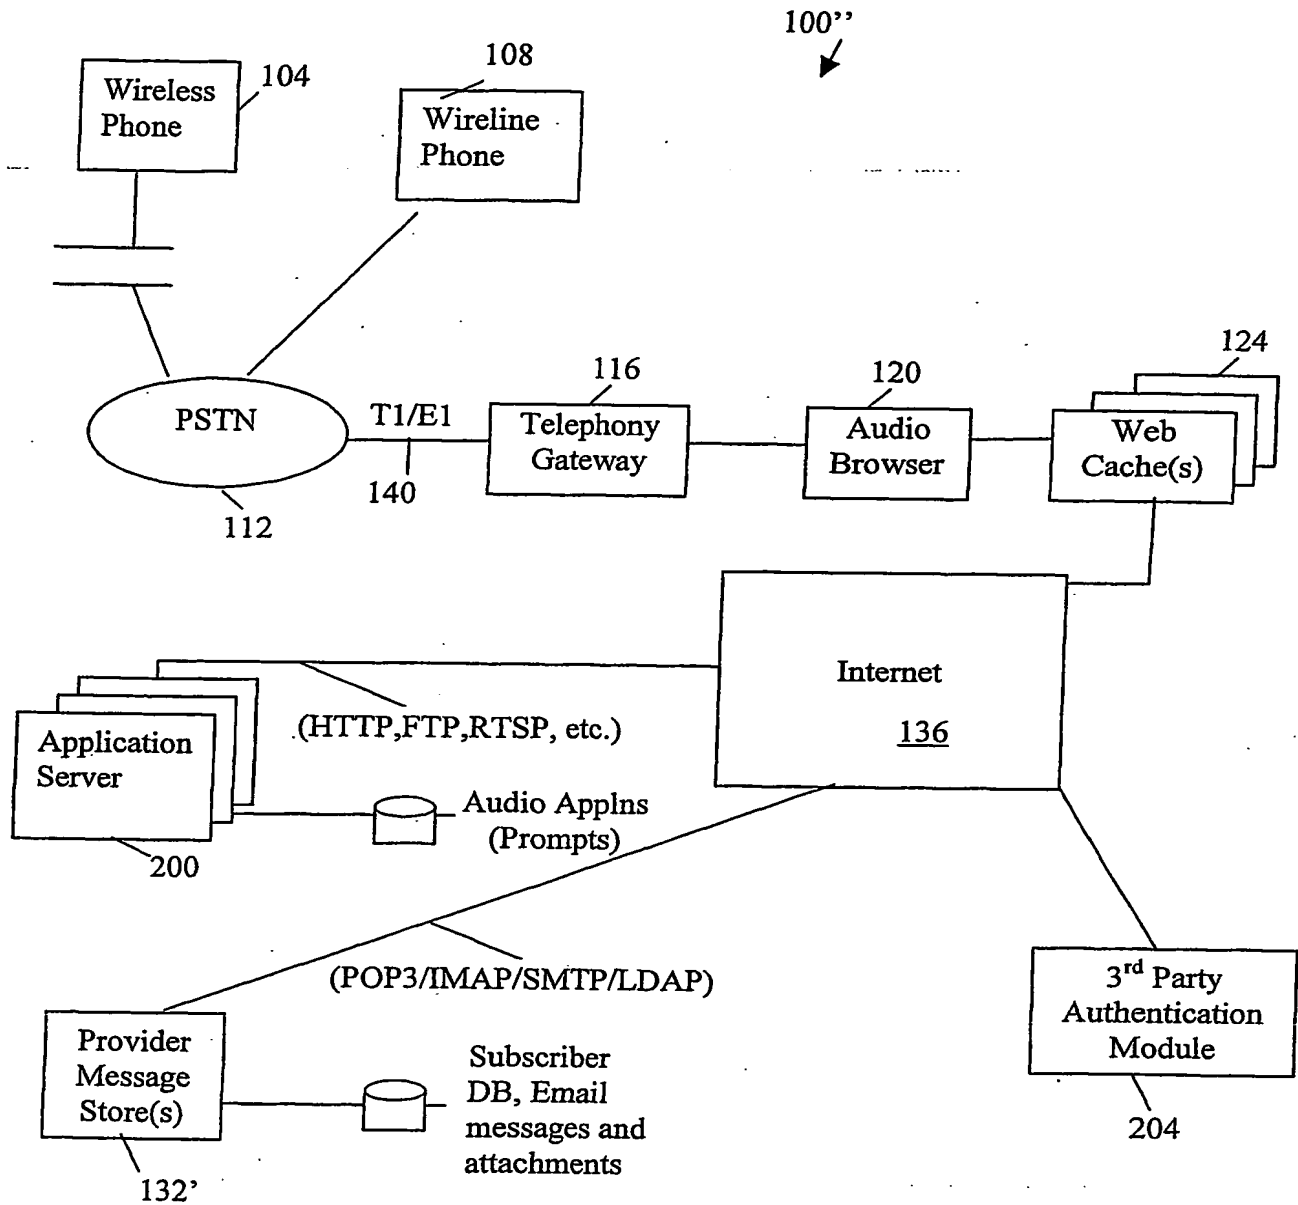 100’’
104
108
Wireless
Phone
Wireline
Phone
124
116
120
PSTN
T1/E1
Telephony
Gateway
Audio
Browser
Web
Cache(s)
140
112
Internet
136
(HTTP,FTP,RTSP, etc.)
Application
Server
Audio Applns
(Prompts)
200
(POP3/IMAP/SMTP/LDAP)
3rd Party
Authentication
Module
Provider
Message
Store(s)
Subscriber
DB, Email
messages and
attachments
204
132’